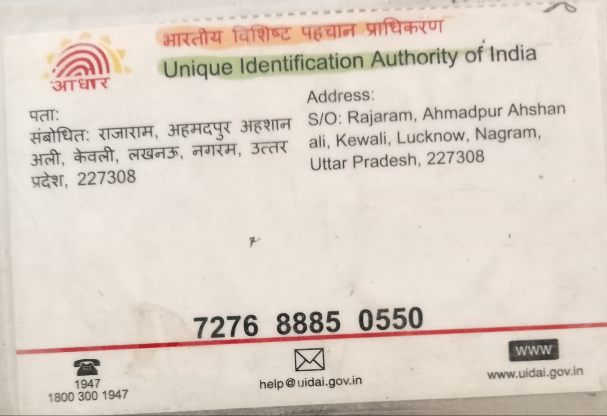 भारतीय विशिष्ट पहचान प्राधिकरण
Unique Identification Authority of India
आधार
पता:
संबोधित: राजाराम, अहमदपुर अहशान
अली, केवली, लखनऊ, नगराम, उत्तर
प्रदेश, 227308
Address:
S/O: Rajaram, Ahmadpur Ahshan
ali, Kewali, Lucknow, Nagram,
Uttar Pradesh, 227308
7276 8885 0550
1947
1800 300 1947
help@uidai.gov.in
www
www.uidai.gov.in